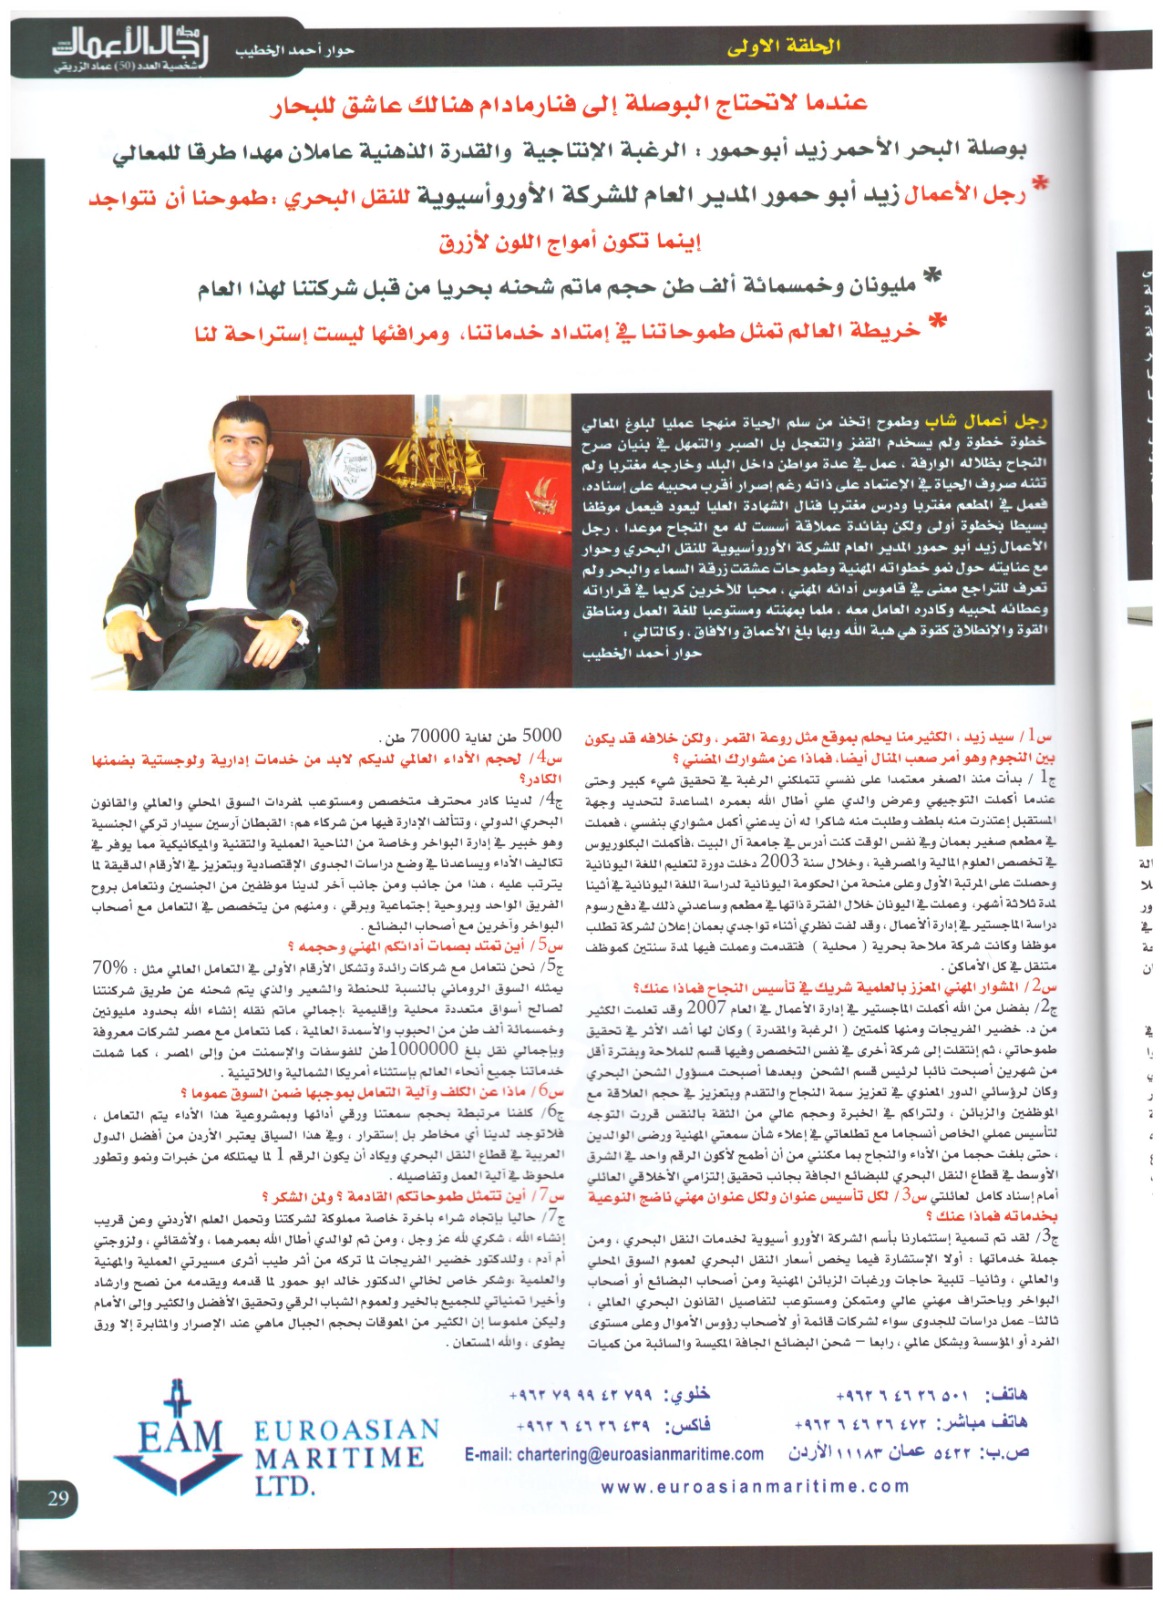 مجلة
رجال الأعمال
شخصية العدد (50) عماد الزريقي
حوار أحمد الخطيب
الحلقة الاولى
عندما لاتحتاج البوصلة إلى فنارمادام هنالك عاشق للبحار
بوصلة البحر الأحمرزيد أبوحمور : الرغبة الإنتاجية والقدرة الذهنية عاملان مهدا طرقا للمعالي
* رجل الأعمال زيد أبو حمور المدير العام للشركة الأوروأسيوية للنقل البحري :طموحنا أن نتواجد
إينما تكون أمواج اللون لأزرق
* مليونان وخمسمائة ألف طن حجم ماتم شحنه بحريا من قبل شركتنا لهذا العام
* خريطة العالم تمثل طموحاتنا في إمتداد خدماتنا، ومرافئها ليست إستراحة لنا
رجل أعمال شاب وطموح إتخذ من سلم الحياة منهجا عمليا لبلوغ المعالي
خطوة خطوة ولم يسخدم القفز والتعجل بل الصبر والتمهل في بنيان صرح
النجاح بظلاله الوارفة ، عمل في عدة مواطن داخل البلد وخارجه مغتربا ولم
تثنه صروف الحياة في الإعتماد على ذاته رغم إصرار أقرب محبيه على إسناده،
فعمل في المطعم مغتربا ودرس مغتربا فنال الشهادة العليا ليعود فيعمل موظفا
بسيطا بخطوة أولى ولكن بفائدة عملاقة أسست له مع النجاح موعدا ، رجل
الأعمال زيد أبو حمور المدير العام للشركة الأوروأسيوية للنقل البحري وحوار
مع عنايته حول نمو خطواته المهنية وطموحات عشقت زرقة السماء والبحر ولم
تعرف للتراجع معنى في قاموس أدائه المهني ، محبا للآخرين كريما في قراراته
وعطائه لمحبيه وكادره العامل معه ، ملما بمهنته ومستوعبا للغة العمل ومناطق
القوة والإنطلاق كقوة هي هبة الله وبها بلغ الأعماق والآفاق ، وكالتالي :
حوار أحمد الخطيب
س1/ سيد زيد ، الكثيرمنا يحلم بموقع مثل روعة القمر ، ولكن خلافه قد يكون
بين النجوم وهو أمر صعب المنال أيضا، فماذا عن مشوارك المضني ؟
ج1 / بدأت منذ الصغر معتمدا على نفسي تتملكني الرغبة في تحقيق شيء كبير وحتى
عندما أكملت التوجيهي وعرض والدي علي أطال الله بعمره المساعدة لتحديد وجهة
المستقبل إعتذرت منه بلطف وطلبت منه شاكرا له أن يدعني أكمل مشواري بنفسي ، فعملت
في مطعم صغير بعمان وفي نفس الوقت كنت أدرس في جامعة آل البيت ،فأكملت البكلوريوس
في تخصص العلوم المالية والمصرفية ، وخلال سنة 2003 دخلت دورة لتعليم اللغة اليونانية
وحصلت على المرتبة الأول وعلى منحة من الحكومة اليونانية لدراسة اللغة اليونانية في أثينا
لمدة ثلاثة أشهر، وعملت في اليونان خلال الفترة ذاتها في مطعم وساعدني ذلك في دفع رسوم
دراسة الماجستير في إدارة الأعمال ، وقد لفت نظري أثناء تواجدي بعمان إعلان لشركة تطلب
موظفا وكانت شركة ملاحة بحرية ( محلية ) فتقدمت وعملت فيها لمدة سنتين كموظف
متنقل في كل الأماكن .
س2/ المشوار المهني المعزز بالعلمية شريك في تأسيس النجاح فماذا عنك؟
ج2/ بفضل من الله أكملت الماجستير في إدارة الأعمال في العام 2007 وقد تعلمت الكثير
من د. خضير الفريجات ومنها كلمتين ( الرغبة والمقدرة ) وكان لها أشد الأثر في تحقيق
طموحاتي ، ثم إنتقلت إلى شركة أخرى في نفس التخصص وفيها قسم للملاحة وبفترة أقل
من شهرين أصبحت نائبا لرئيس قسم الشحن وبعدها أصبحت مسؤول الشحن البحري
وكان لرؤسائي الدور المعنوي في تعزيز سمة النجاح والتقدم وبتعزيز في حجم العلاقة مع
الموظفين والزبائن ، ولتراكم في الخبرة وحجم عالي من الثقة بالنفس قررت التوجه
لتأسيس عملي الخاص أنسجاما مع تطلعاتي في إعلاء شأن سمعتي المهنية ورضى الوالدين
، حتى بلغت حجما من الأداء والنجاح بما مكنني من أن أطمح لأكون الرقم واحد في الشرق
الأوسط في قطاع النقل البحري للبضائع الجافة بجانب تحقيق إلتزامي الأخلاقي العائلي
أمام إسناد كامل لعائلتي س3/ لكل تأسيس عنوان ولكل عنوان مهني ناضج النوعية
بخدماته فماذا عنك ؟
ج3/ لقد تم تسمية إستثمارنا بأسم الشركة الأورو أسيوية لخدمات النقل البحري ، ومن
جملة خدماتها : أولا الإستشارة فيما يخص أسعار النقل البحري لعموم السوق المحلي
والعالمي ، وثانيا- تلبية حاجات ورغبات الزبائن المهنية ومن أصحاب البضائع أو أصحاب
البواخر وباحتراف مهني عالي ومتمكن ومستوعب لتفاصيل القانون البحري العالمي ،
ثالثا- عمل دراسات للجدوى سواء لشركات قائمة أو لأصحاب رؤوس الأموال وعلى مستوى
الفرد أو المؤسسة وبشكل عالمي ، رابعا – شحن البضائع الجافة المكيسة والسائبة من كميات
5000 طن لغاية 70000 طن .
س4/ لحجم الأداء العالمي لديكم لابد من خدمات إدارية ولوجستية بضمنها
الكادر؟
ج4/ لدينا كادر محترف متخصص ومستوعب لمفردات السوق المحلي والعالمي والقانون
البحري الدولي ، وتتألف الإدارة فيها من شركاء هم: القبطان أرسين سيدار تركي الجنسية
وهو خبير في إدارة البواخر وخاصة من الناحية العملية والتقنية والميكانيكية مما يوفر في
تكاليف الأداء ويساعدنا في وضع دراسات الجدوى الإقتصادية وبتعزيز في الأرقام الدقيقة لما
يترتب عليه ، هذا من جانب ومن جانب آخر لدينا موظفين من الجنسين ونتعامل بروح
الفريق الواحد وبروحية إجتماعية وبرقي ، ومنهم من يتخصص في التعامل مع أصحاب
البواخر وآخرين مع أصحاب البضائع .
س5/ أين تمتد بصمات أدائكم المهني وحجمه ؟
ج5/ نحن نتعامل مع شركات رائدة وتشكل الأرقام الأولى في التعامل العالمي مثل : %70
يمثله السوق الروماني بالنسبة للحنطة والشعير والذي يتم شحنه عن طريق شركتنا
لصالح أسواق متعددة محلية وإقليمية ،إجمالي ماتم نقله إنشاء الله بحدود مليونين
وخمسمائة ألف طن من الحبوب والأسمدة العالمية ، كما نتعامل مع مصر لشركات معروفة
وبإجمالي نقل بلغ 1000000طن للفوسفات والإسمنت من وإلى المصر ، كما شملت
خدماتنا جميع أنحاء العالم بإستثناء أمريكا الشمالية واللاتينية .
س6/ ماذا عن الكلف وآلية التعامل بموجبها ضمن السوق عموما ؟
ج6/ كلفنا مرتبطة بحجم سمعتنا ورقي أدائها وبمشروعية هذا الأداء يتم التعامل ،
فلاتوجد لدينا أي مخاطر بل إستقرار ، وفي هذا السياق يعتبر الأردن من أفضل الدول
العربية في قطاع النقل البحري ويكاد أن يكون الرقم 1 لما يمتلكه من خبرات ونمو وتطور
ملحوظ في آلية العمل وتفاصيله .
س7/ أين تتمثل طموحاتكم القادمة ؟ ولمن الشكر ؟
ج7/ حاليا بإتجاه شراء باخرة خاصة مملوكة لشركتنا وتحمل العلم الأردني وعن قريب
إنشاء الله ، شكري لله عز وجل ، ومن ثم لوالدي أطال الله بعمرهما ، ولأشقائي ، ولزوجتي
أم آدم ، وللدكتور خضير الفريجات لما تركه من أثر طيب أثرى مسيرتي العملية والمهنية
والعلمية ،وشكر خاص لخالي الدكتور خالد ابو حمور لما قدمه ويقدمه من نصح وارشاد
وأخيرا تمنياتي للجميع بالخير ولعموم الشباب الرقي وتحقيق الأفضل والكثير وإلى الأمام
وليكن ملموسا إن الكثير من المعوقات بحجم الجبال ماهي عند الإصرار والمثابرة إلا ورق
يطوى ، والله المستعان .
هاتف: ٥٠١ ٢٦ ٤٦ ٦ ٩٦٢+
خلوي: ٧٩٩ ٤٢ ٩٩ ٧٩ ٩٦٢+
هاتف مباشر: ٤٧٢ ٢٦ ٤٦ ٦ ٩٦٢+
فاكس: ٤٣٩ ٢٦ ٤٦ ٦ ٩٦٢+
ص.ب: ٥٤٢٢ عمان ١١١٨٣ الأردن
E-mail: chartering@euroasianmaritime.com
www.euroasianmaritime.com
EAM
EUROASIAN
MARITIME
LTD.
29